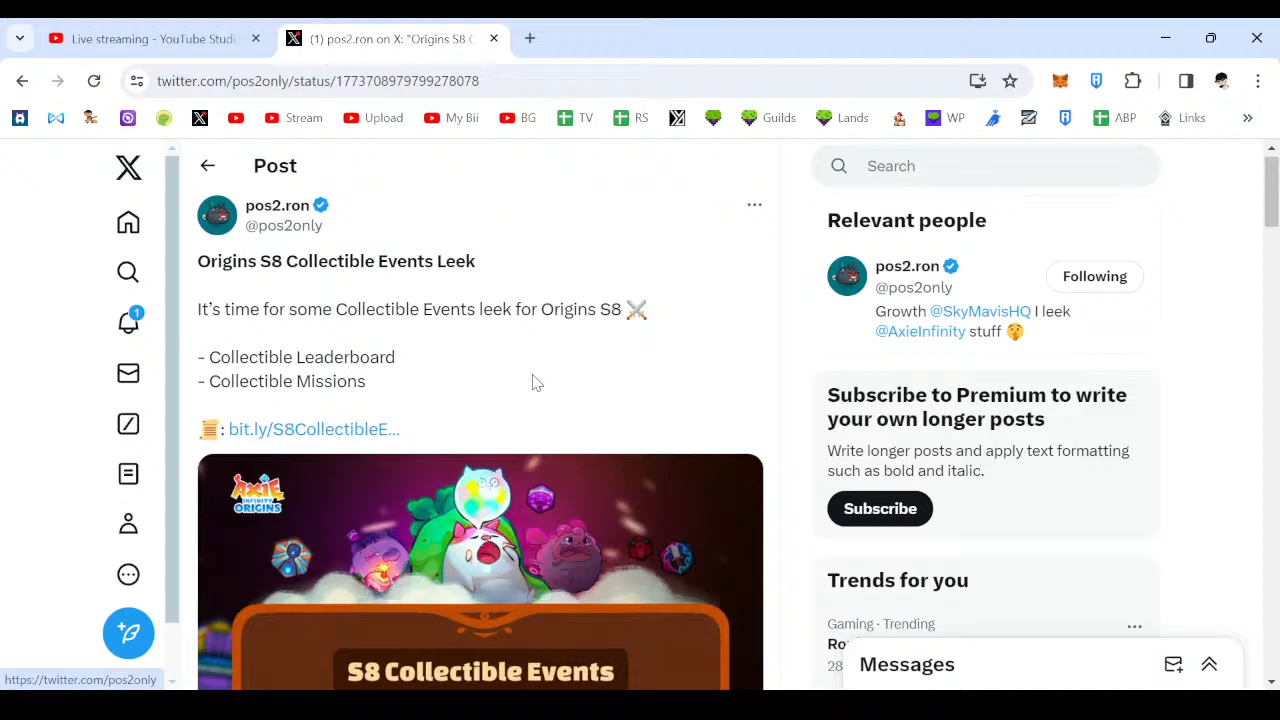 Live streaming - YouTube Studi
(1) pos2.ron on X: "Origins S8 C
twitter.com/pos2only/status/1773708979799278078
Stream
Upload
My Bii
BG
TV
RS
Guilds
Lands
WP
ABP
Links
Post
Search
pos2.ron
@pos2only
Origins S8 Collectible Events Leek
It's time for some Collectible Events leek for Origins S8
- Collectible Leaderboard
- Collectible Missions
: bit.ly/S8CollectibleE...
AXIE
INFINITY
ORIGINS
S8 Collectible Events
1
Relevant people
pos2.ron
@pos2only
Following
Growth @SkyMavisHQ I leek
@AxieInfinity stuff
Subscribe to Premium to write
your own longer posts
Write longer posts and apply text formatting
such as bold and italic.
Subscribe
Trends for you
Gaming · Trending
Messages
https://twitter.com/pos2only